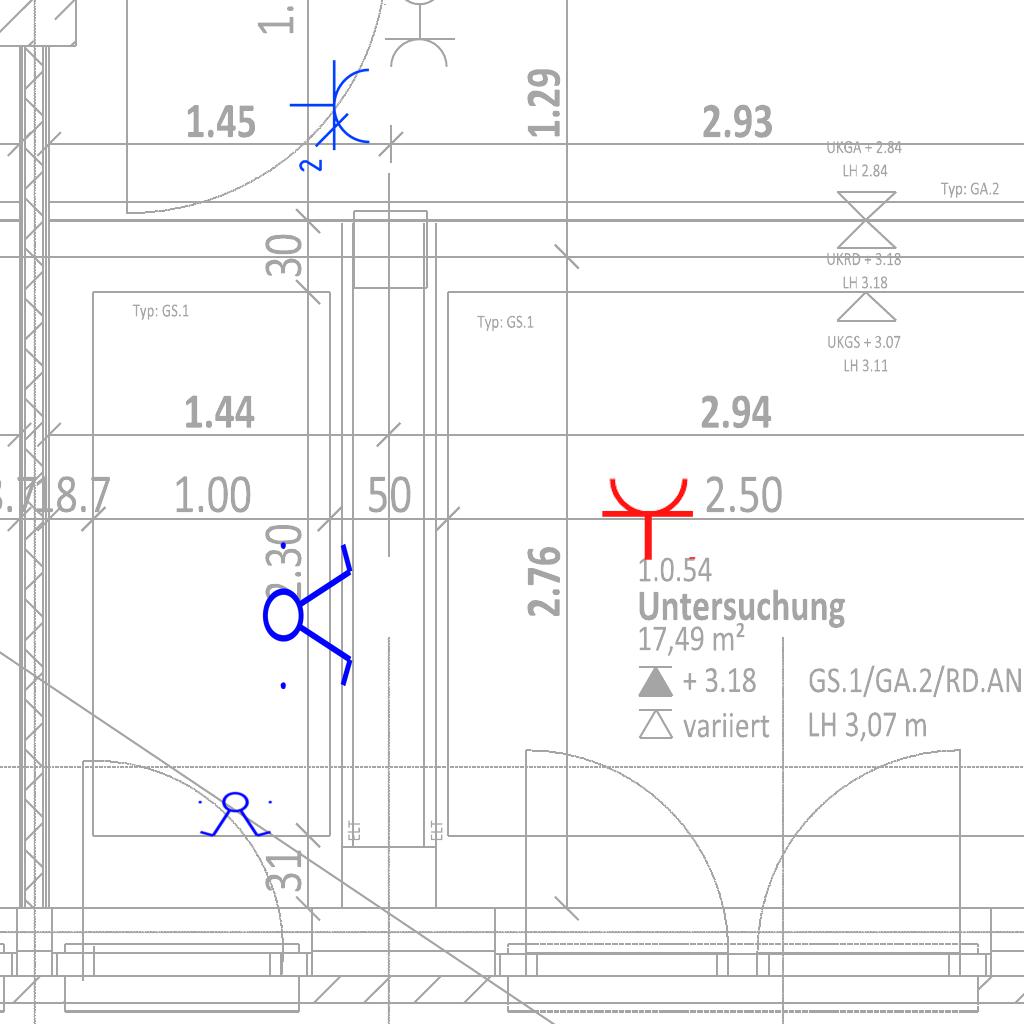 1.
1.29
1.45
2.93
UKGA + 2.84
LH 2.84
2
Typ: GA.2
30
UKRD + 3.18
LH 3.18
Typ: GS.1
Typ: GS.1
UKGS + 3.07
LH 3.11
1.44
2.94
18.7
1.00
50
2.50
2.30
2.76
1.0.54
Untersuchung
17,49 m²
+ 3.18
GS.1/GA.2/RD.AN
variiert
LH 3,07 m
ELT
ELT
31